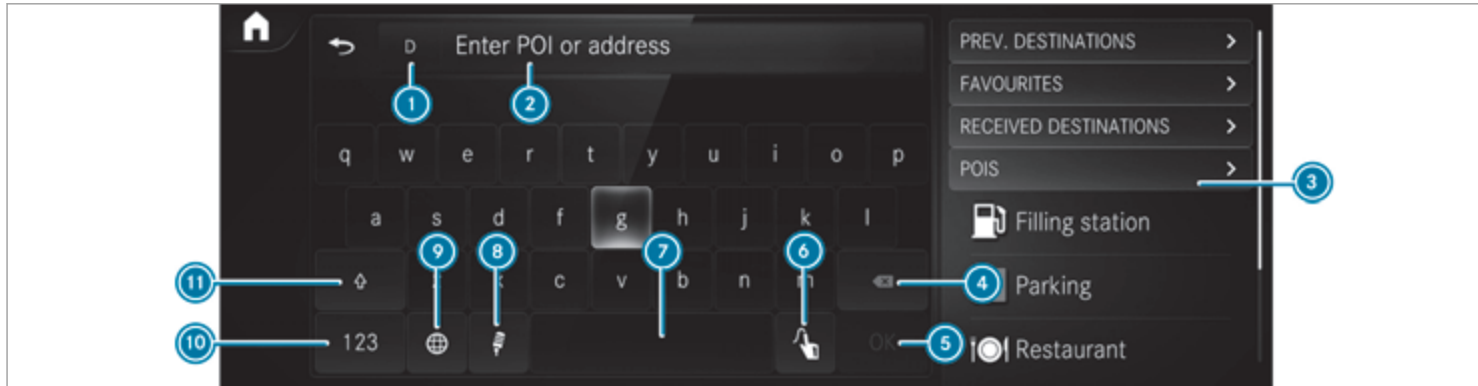 D Enter POI or address
1 2
q w e r t y u i o p
a s d f g h j k l
9 8 7 6
11 c v b n m 4
10 123 OK 5
PREV. DESTINATIONS
FAVOURITES
RECEIVED DESTINATIONS
POIS
3
Filling station
Parking
Restaurant